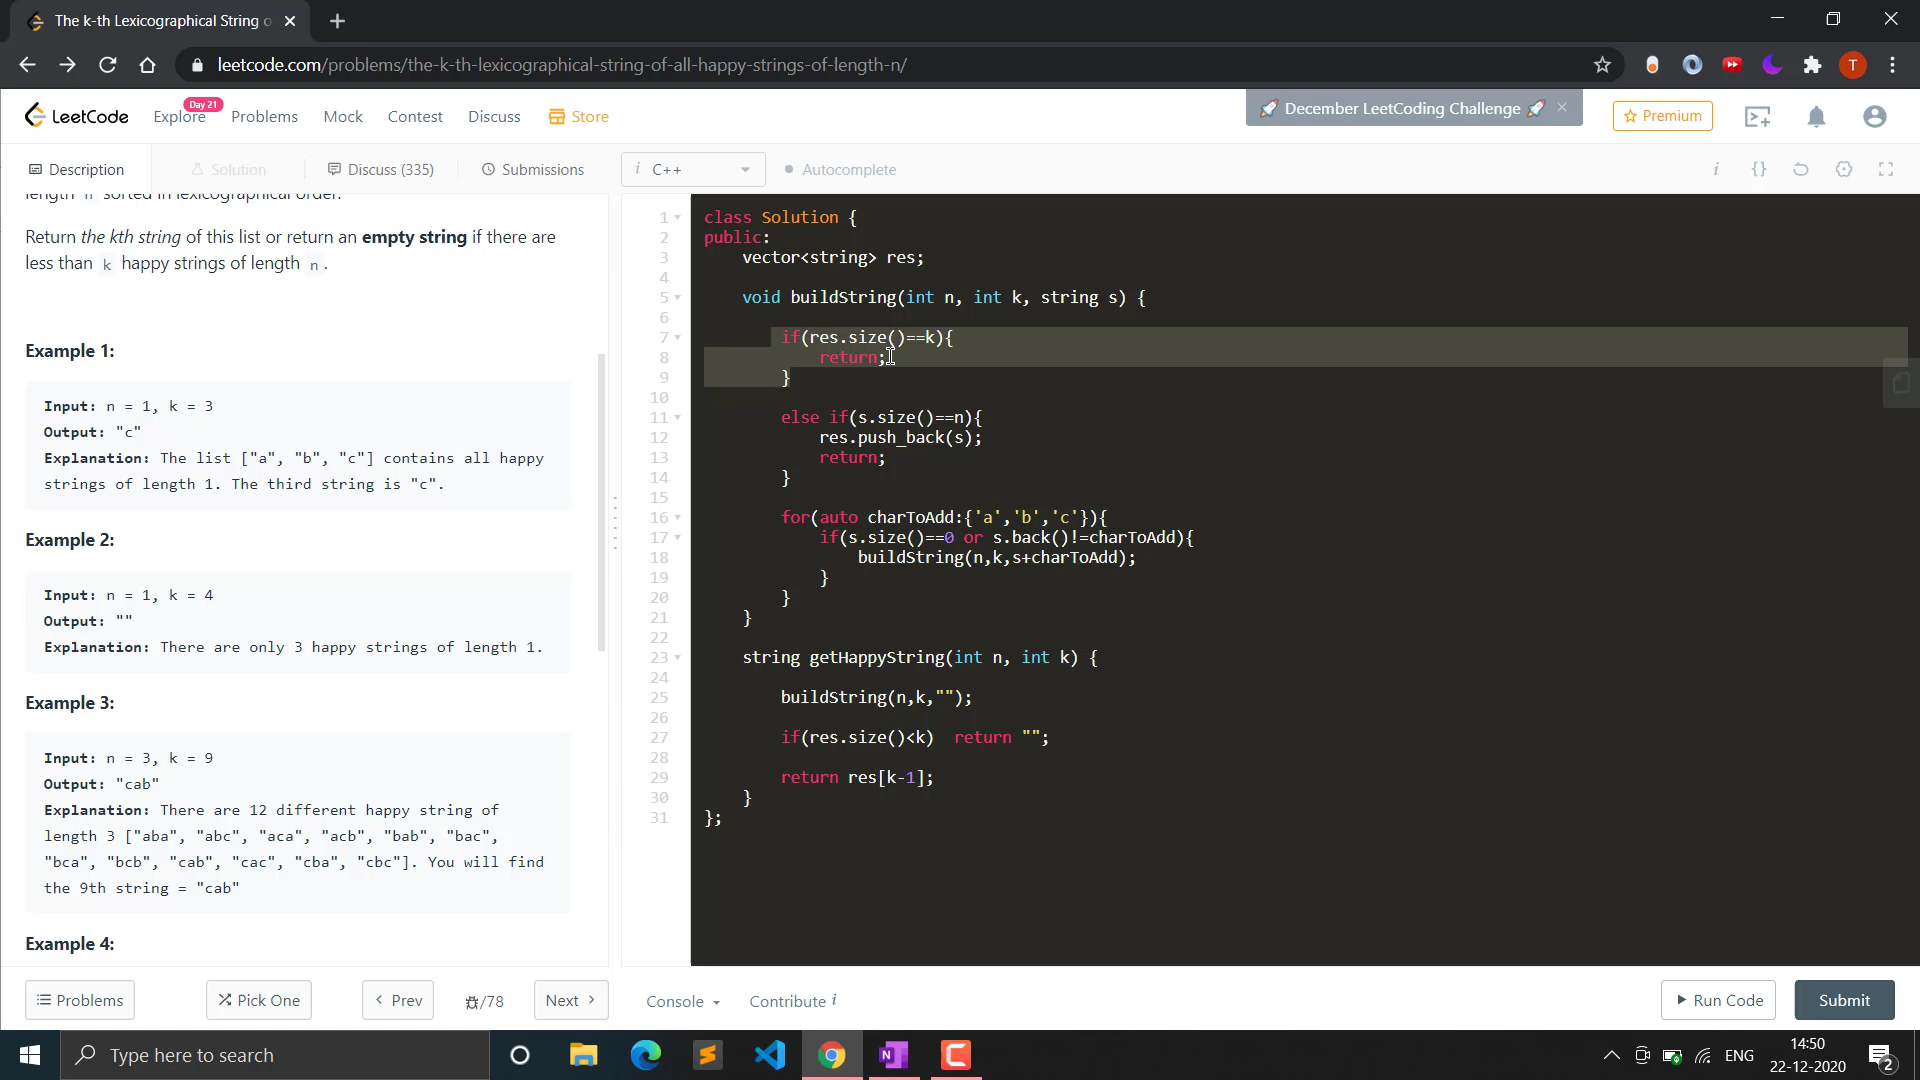 The k-th Lexicographical String o
leetcode.com/problems/the-k-th-lexicographical-string-of-all-happy-strings-of-length-n/
T
LeetCode
Explore
Day 21
Problems
Mock
Contest
Discuss
Store
December LeetCoding Challenge
Premium
Description
Solution
Discuss (335)
Submissions
i C++
Autocomplete
i {}
length n sorted in lexicographical order.
Return the kth string of this list or return an empty string if there are
less than k happy strings of length n .
Example 1:
Input: n = 1, k = 3
Output: "c"
Explanation: The list ["a", "b", "c"] contains all happy
strings of length 1. The third string is "c".
Example 2:
Input: n = 1, k = 4
Output: ""
Explanation: There are only 3 happy strings of length 1.
Example 3:
Input: n = 3, k = 9
Output: "cab"
Explanation: There are 12 different happy string of
length 3 ["aba", "abc", "aca", "acb", "bab", "bac",
"bca", "bcb", "cab", "cac", "cba", "cbc"]. You will find
the 9th string = "cab"
Example 4:
1 class Solution {
2 public:
3 vector<string> res;
4
5 void buildString(int n, int k, string s) {
6
7 if(res.size()==k){
8 return;
9 }
10
11 else if(s.size()==n){
12 res.push_back(s);
13 return;
14 }
15
16 for(auto charToAdd:{'a','b','c'}){
17 if(s.size()==0 or s.back()!=charToAdd){
18 buildString(n,k,s+charToAdd);
19 }
20 }
21 }
22
23 string getHappyString(int n, int k) {
24
25 buildString(n,k,"");
26
27 if(res.size()<k) return "";
28
29 return res[k-1];
30 }
31 };
Problems
Pick One
Prev
/78
Next
Console
Contribute i
Run Code
Submit
Type here to search
ENG
14:50
22-12-2020
2